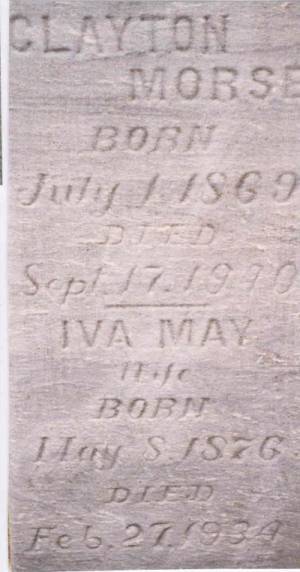 CLAYTON
MORSE
BORN
July 1, 1869
DIED
Sept. 17, 1940
IVA MAY
Wife
BORN
May 8, 1876
DIED
Feb. 27, 1934